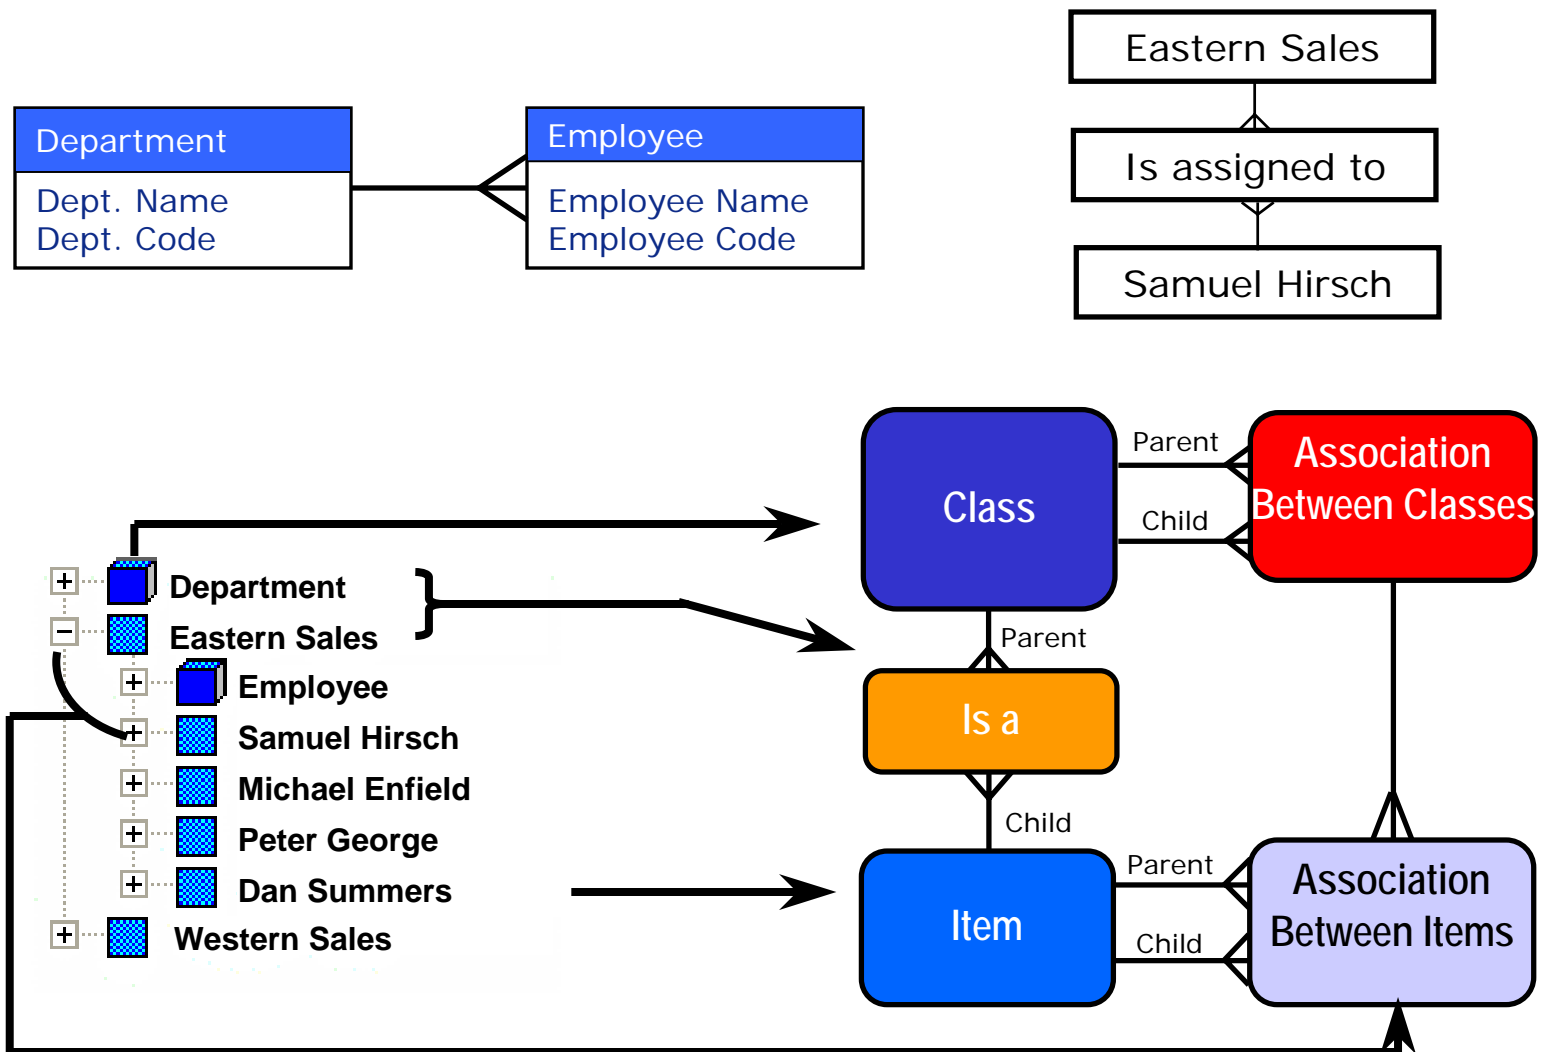 Eastern Sales
Department
Employee
Is assigned to
Dept. Name
Dept. Code
Employee Name
Employee Code
Samuel Hirsch
Class
Parent
Child
Association
Between Classes
Department
Eastern Sales
Employee
Samuel Hirsch
Michael Enfield
Peter George
Dan Summers
Western Sales
Parent
Is a
Child
Item
Parent
Child
Association
Between Items